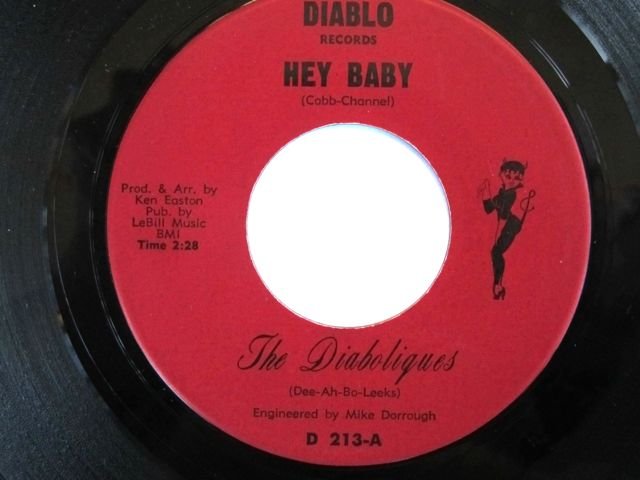 DIABLO
RECORDS
HEY BABY
(Cobb-Channel)
Prod. & Arr. by
Ken Easton
Pub. by
LeBill Music
BMI
Time 2:28
The Diaboliques
(Dee-Ah-Bo-Leeks)
Engineered by Mike Dorrough
D 213-A